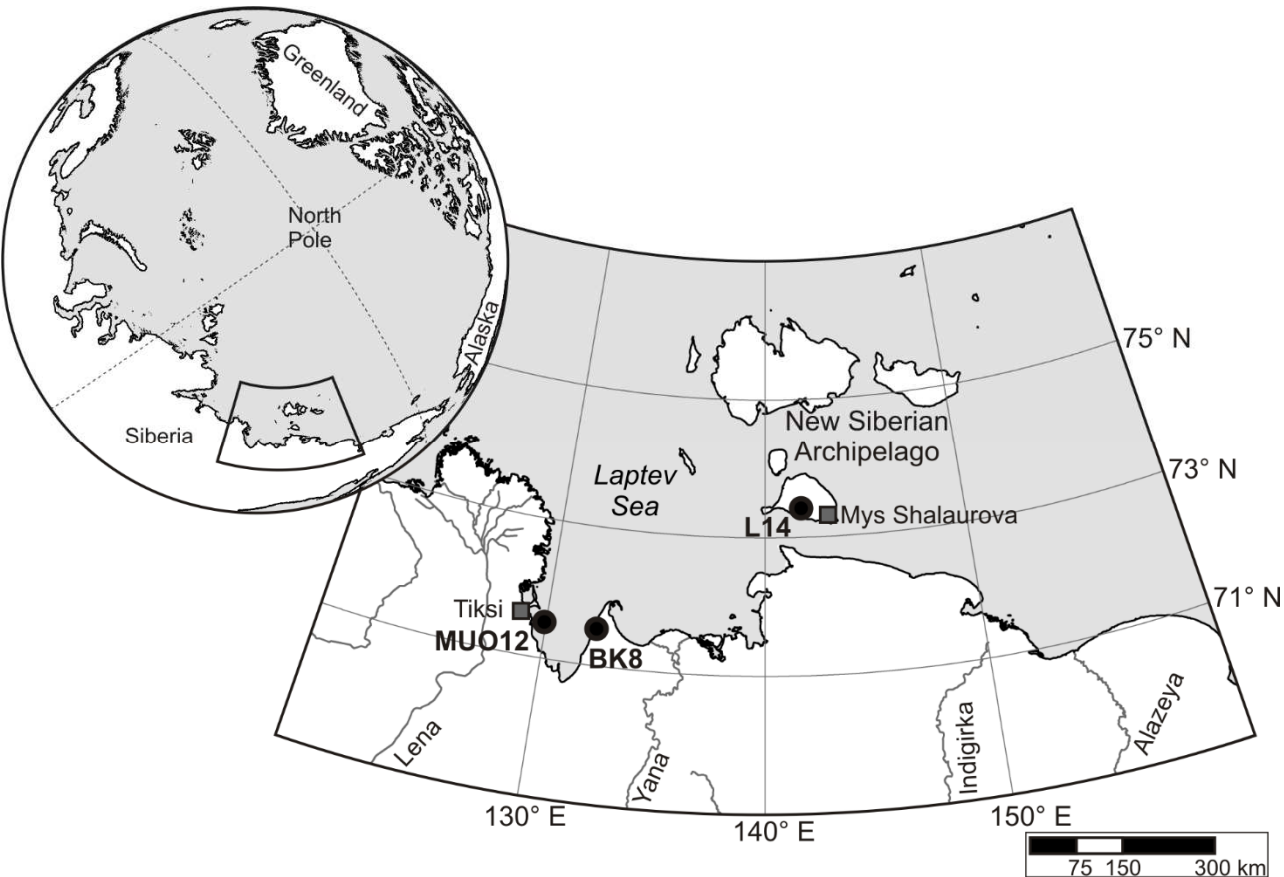 Greenland
North
Pole
Alaska
Siberia
75° N
New Siberian
Archipelago
Laptev
Sea
73° N
L14
Mys Shalaurova
Tiksi
71° N
MUO12
BK8
Lena
Yana
Indigirka
Alazeya
130° E
140° E
150° E
75 150 300 km